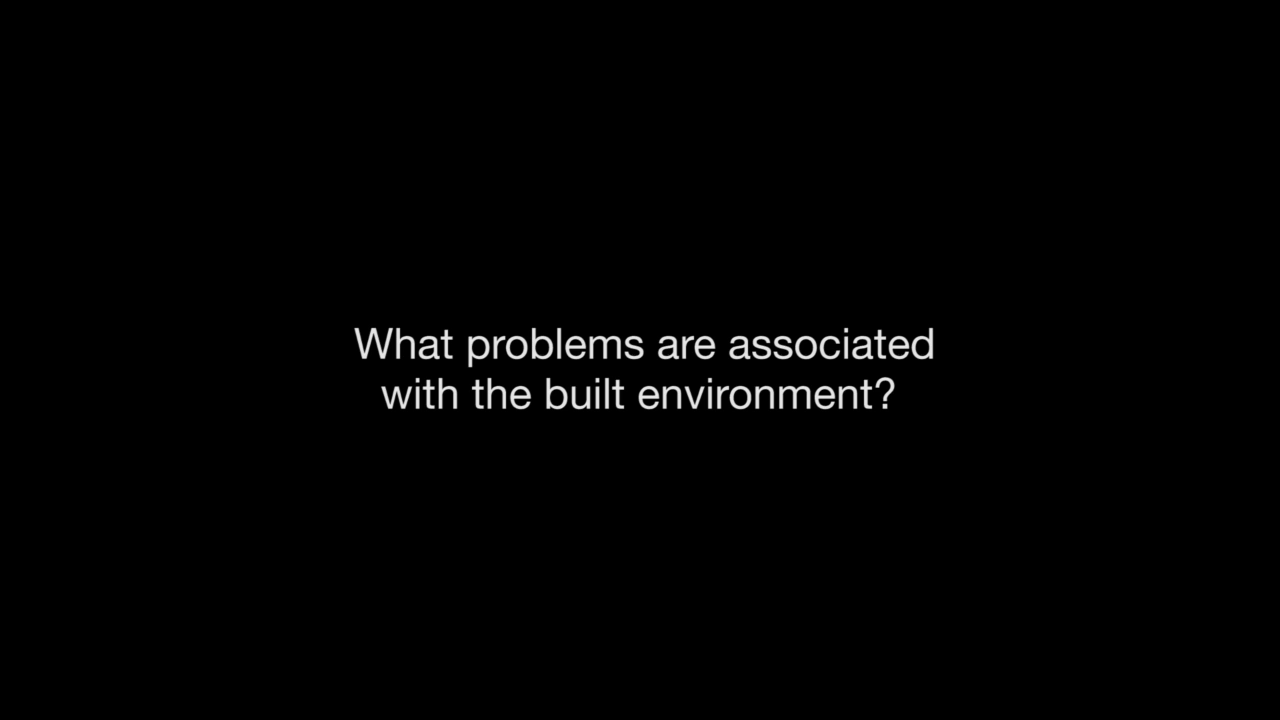 What problems are associated
with the built environment?